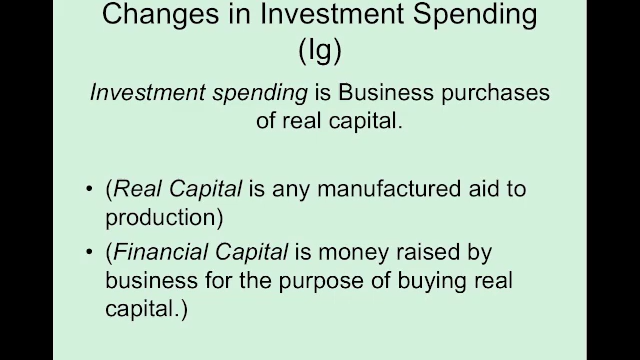 Changes in Investment Spending
(Ig)
Investment spending is Business purchases
of real capital.
• (Real Capital is any manufactured aid to
production)
• (Financial Capital is money raised by
business for the purpose of buying real
capital.)